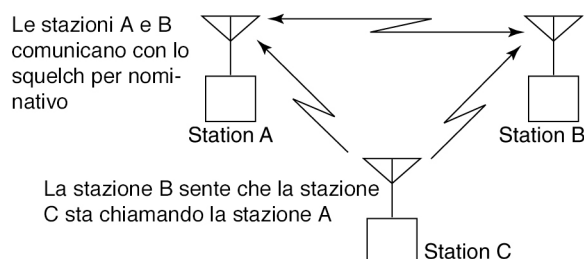 Le stazioni A e B
comunicano con lo
squelch per nomi-
nativo
Station A
Station B
La stazione B sente che la stazione
C sta chiamando la stazione A
Station C